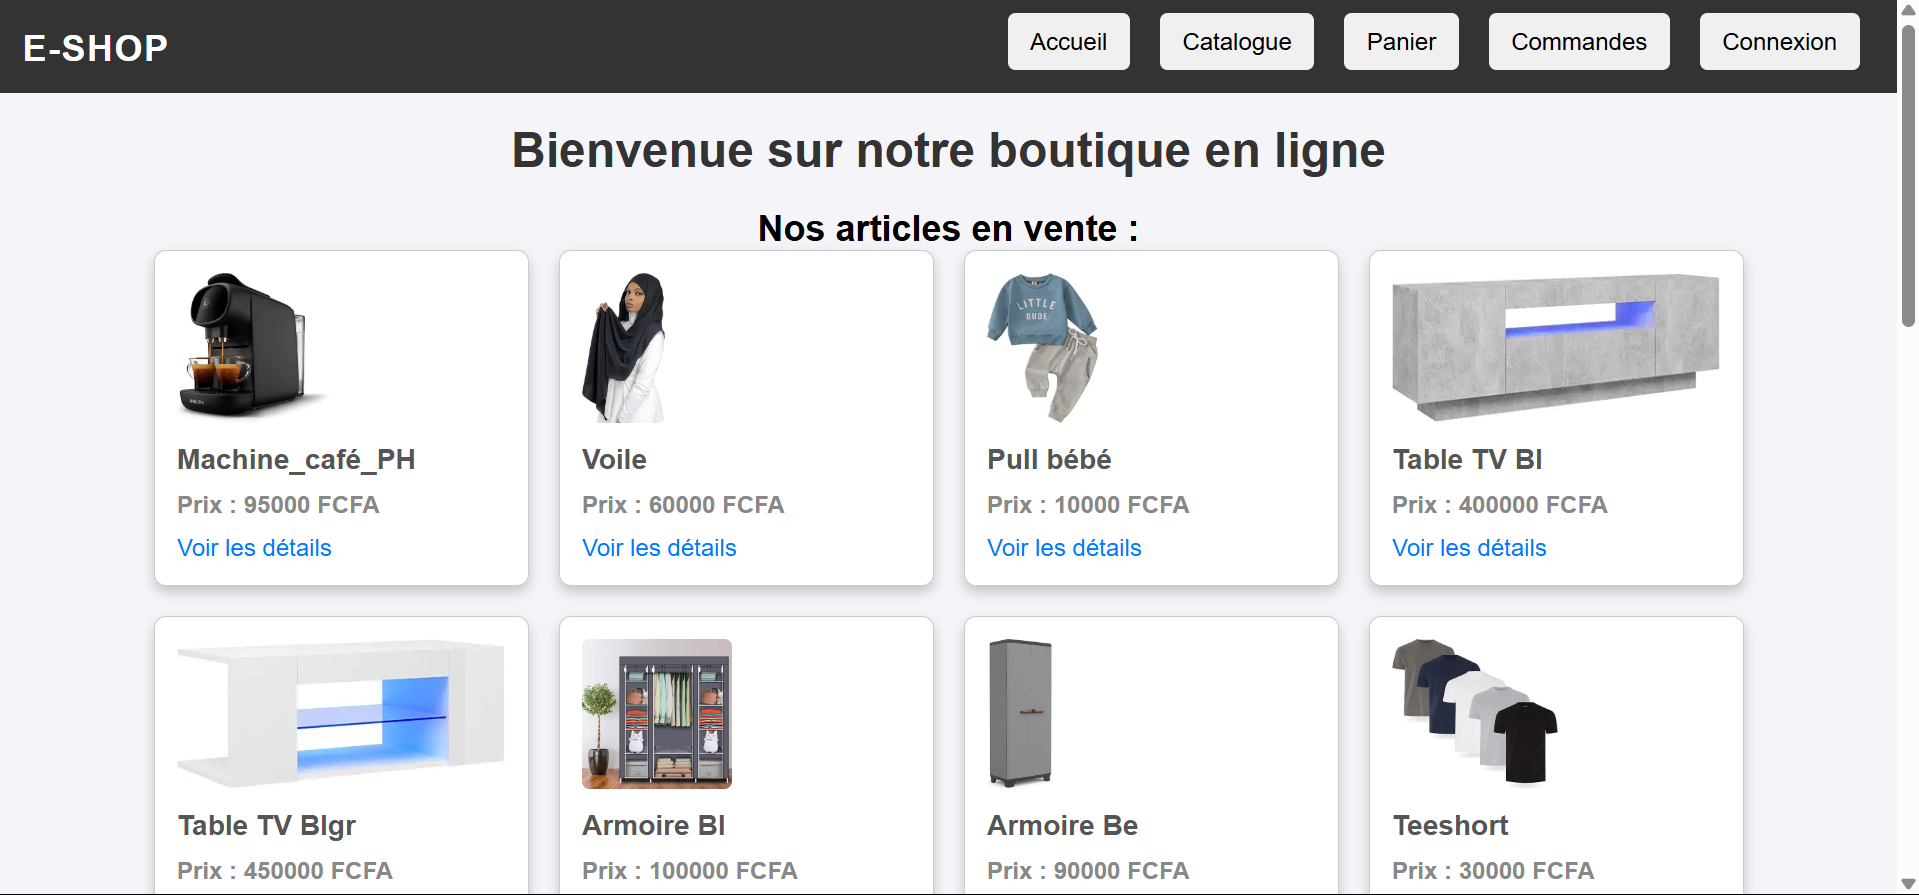 E-SHOP
Accueil
Catalogue
Panier
Commandes
Connexion
Bienvenue sur notre boutique en ligne
Nos articles en vente :
LITTLE
DUDE
Machine_café_PH
Voile
Pull bébé
Table TV Bl
Prix : 95000 FCFA
Prix : 60000 FCFA
Prix : 10000 FCFA
Prix : 400000 FCFA
Voir les détails
Voir les détails
Voir les détails
Voir les détails
Table TV Blgr
Armoire Bl
Armoire Be
Teeshort
Prix : 450000 FCFA
Prix : 100000 FCFA
Prix : 90000 FCFA
Prix : 30000 FCFA